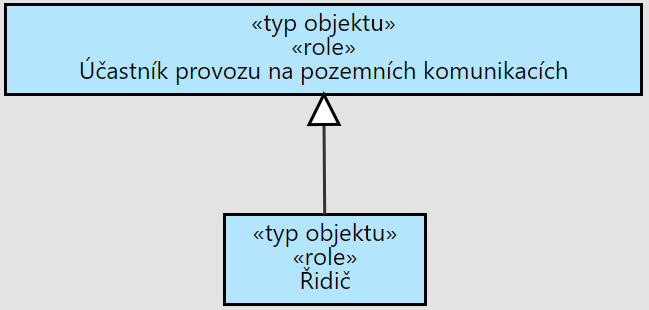 «typ objektu»
«role»
Účastník provozu na pozemních komunikacích
«typ objektu»
«role»
Řidič